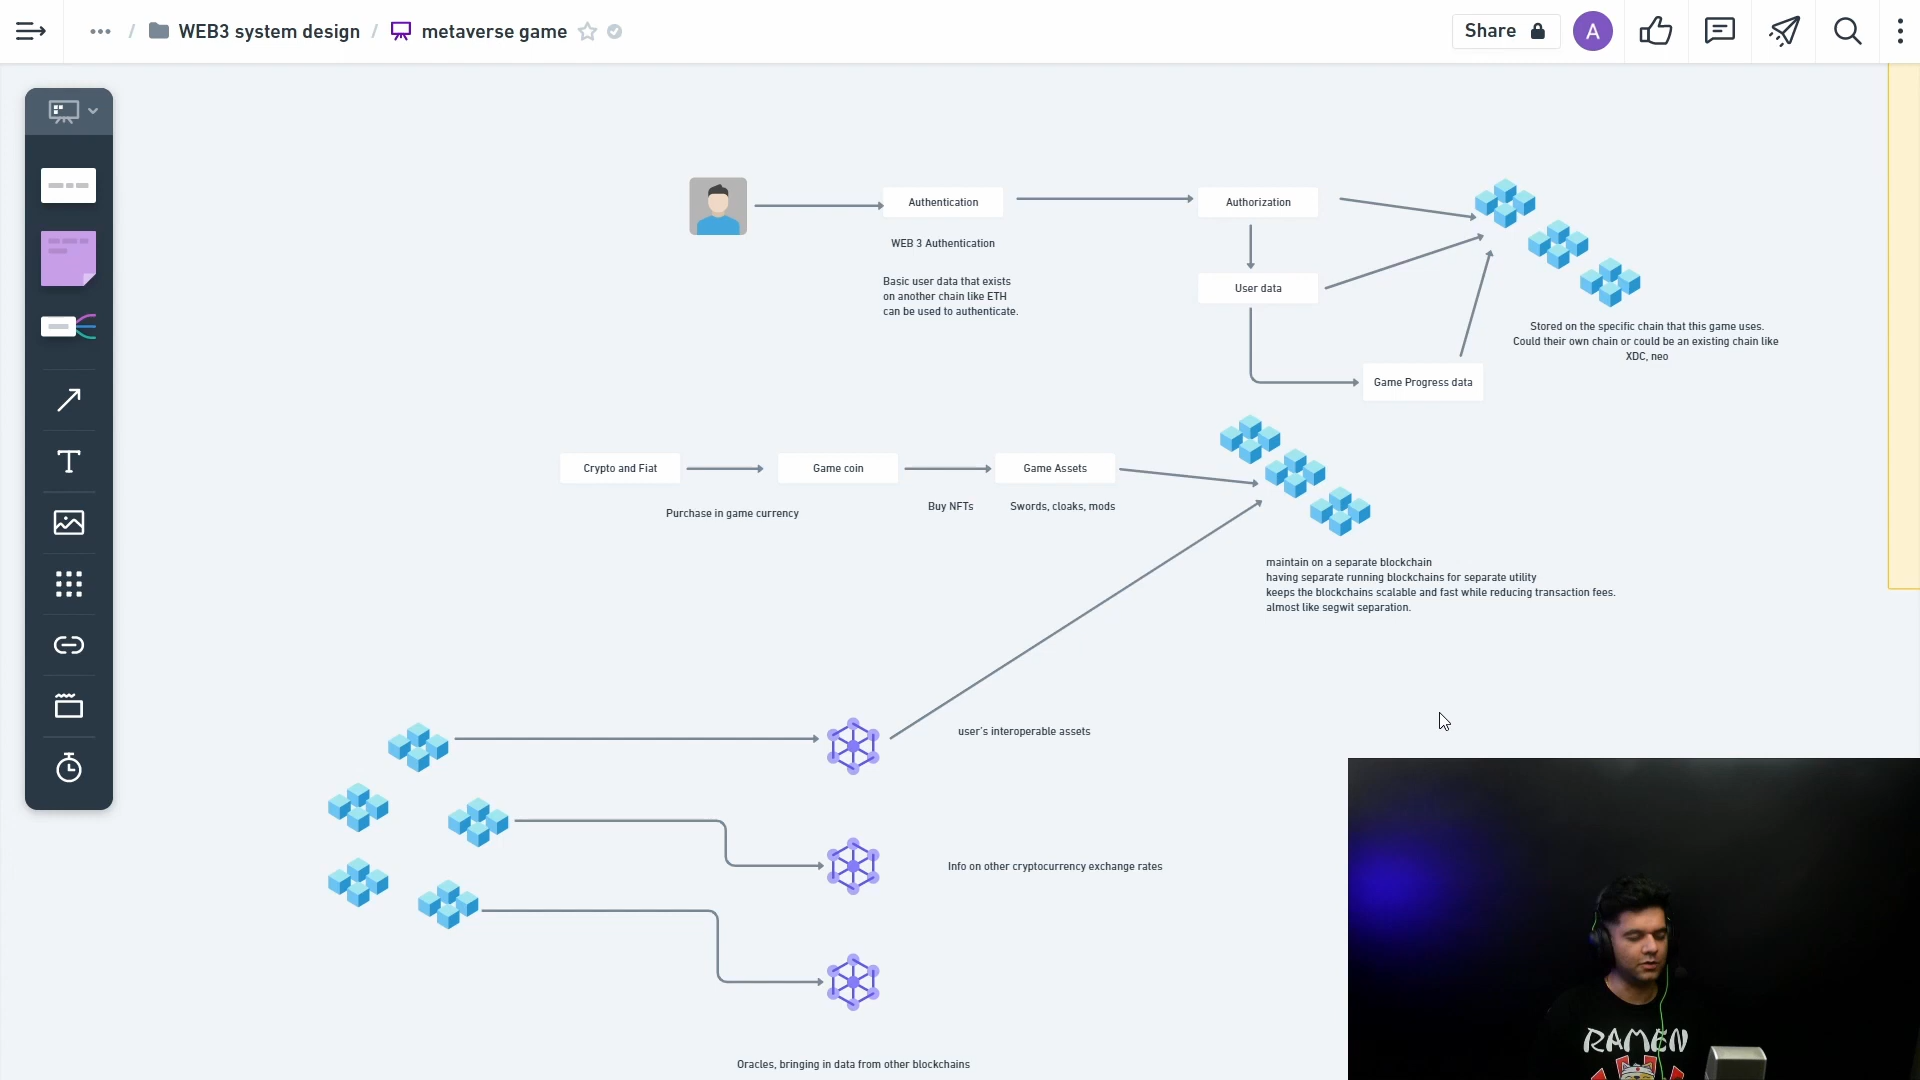 WEB3 system design / metaverse game
Share
A
Authentication
Authorization
WEB 3 Authentication
Basic user data that exists
on another chain like ETH
can be used to authenticate.
User data
Stored on the specific chain that this game uses.
Could their own chain or could be an existing chain like
XDC, neo
Game Progress data
Crypto and Fiat
Game coin
Game Assets
Purchase in game currency
Buy NFTs
Swords, cloaks, mods
maintain on a separate blockchain
having separate running blockchains for separate utility
keeps the blockchains scalable and fast while reducing transaction fees.
almost like segwit separation.
user's interoperable assets
Info on other cryptocurrency exchange rates
Oracles, bringing in data from other blockchains
RAMEN